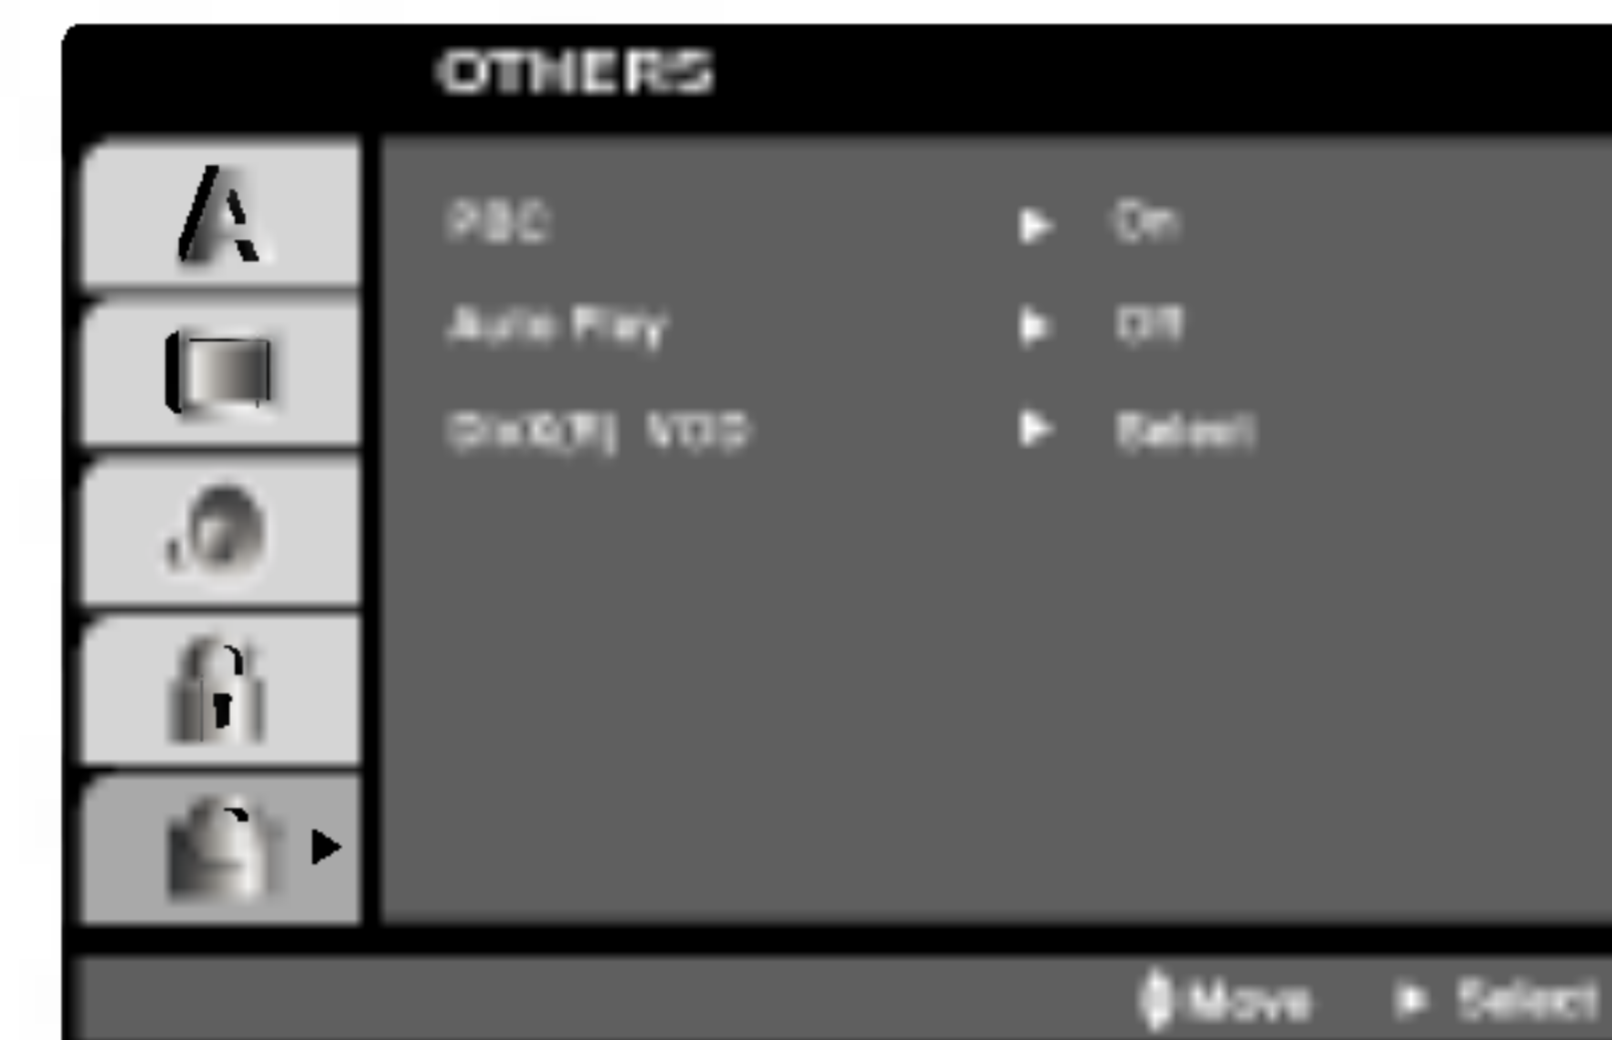 OTHERS
PBC ▶ On
Auto Play ▶ Off
DivX(R) VOD ▶ Select
Move ▶ Select